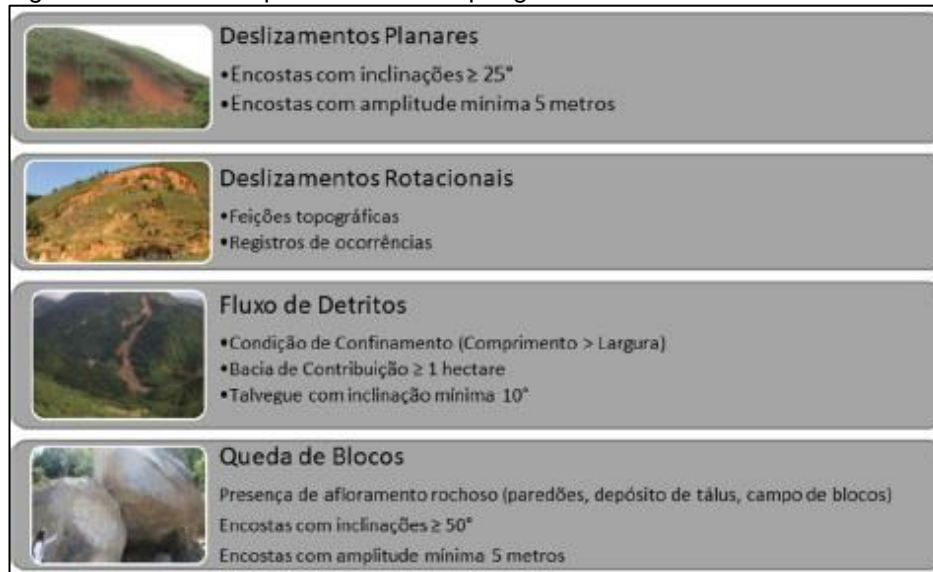 Deslizamentos Planares
•Encostas com inclinações ≥ 25°
•Encostas com amplitude mínima 5 metros
Deslizamentos Rotacionais
•Feições topográficas
•Registros de ocorrências
Fluxo de Detritos
•Condição de Confinamento (Comprimento > Largura)
•Bacia de Contribuição ≥ 1 hectare
•Talvegue com inclinação mínima 10°
Queda de Blocos
Presença de afloramento rochoso (paredões, depósito de tálus, campo de blocos)
Encostas com inclinações ≥ 50°
Encostas com amplitude mínima 5 metros